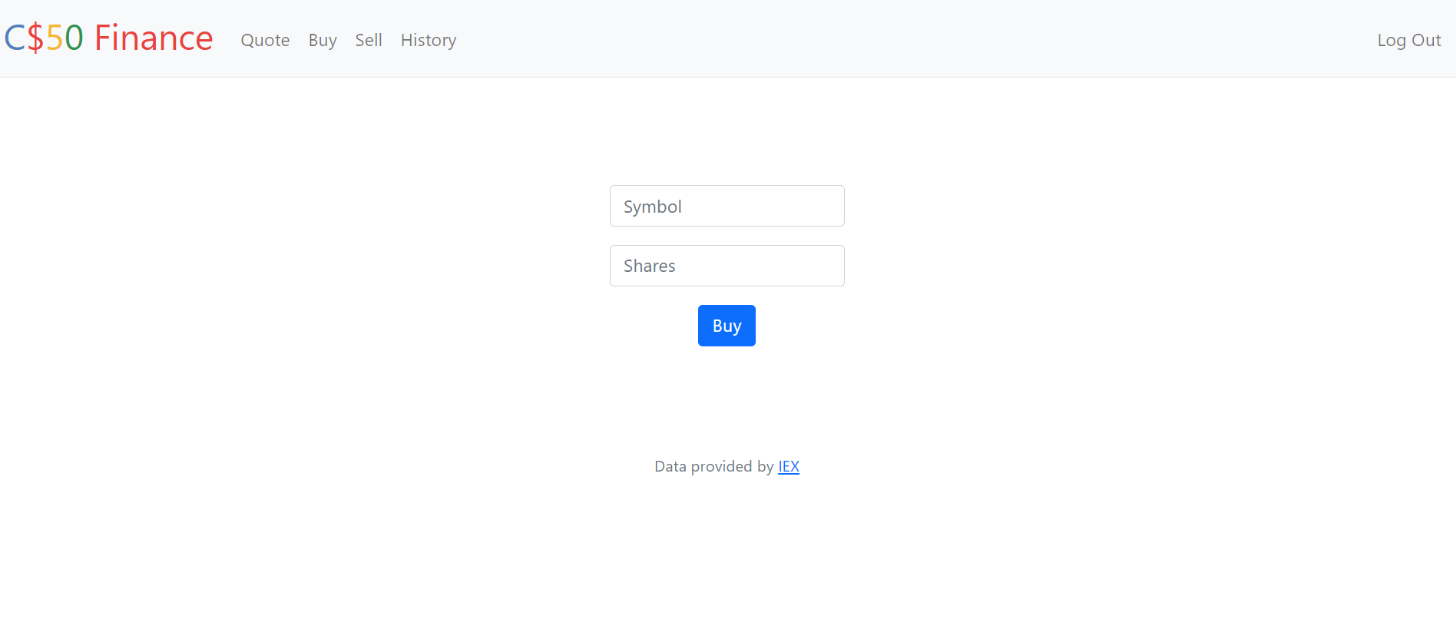 C$50 Finance Quote Buy Sell History Log Out
Symbol
Shares
Buy
Data provided by IEX